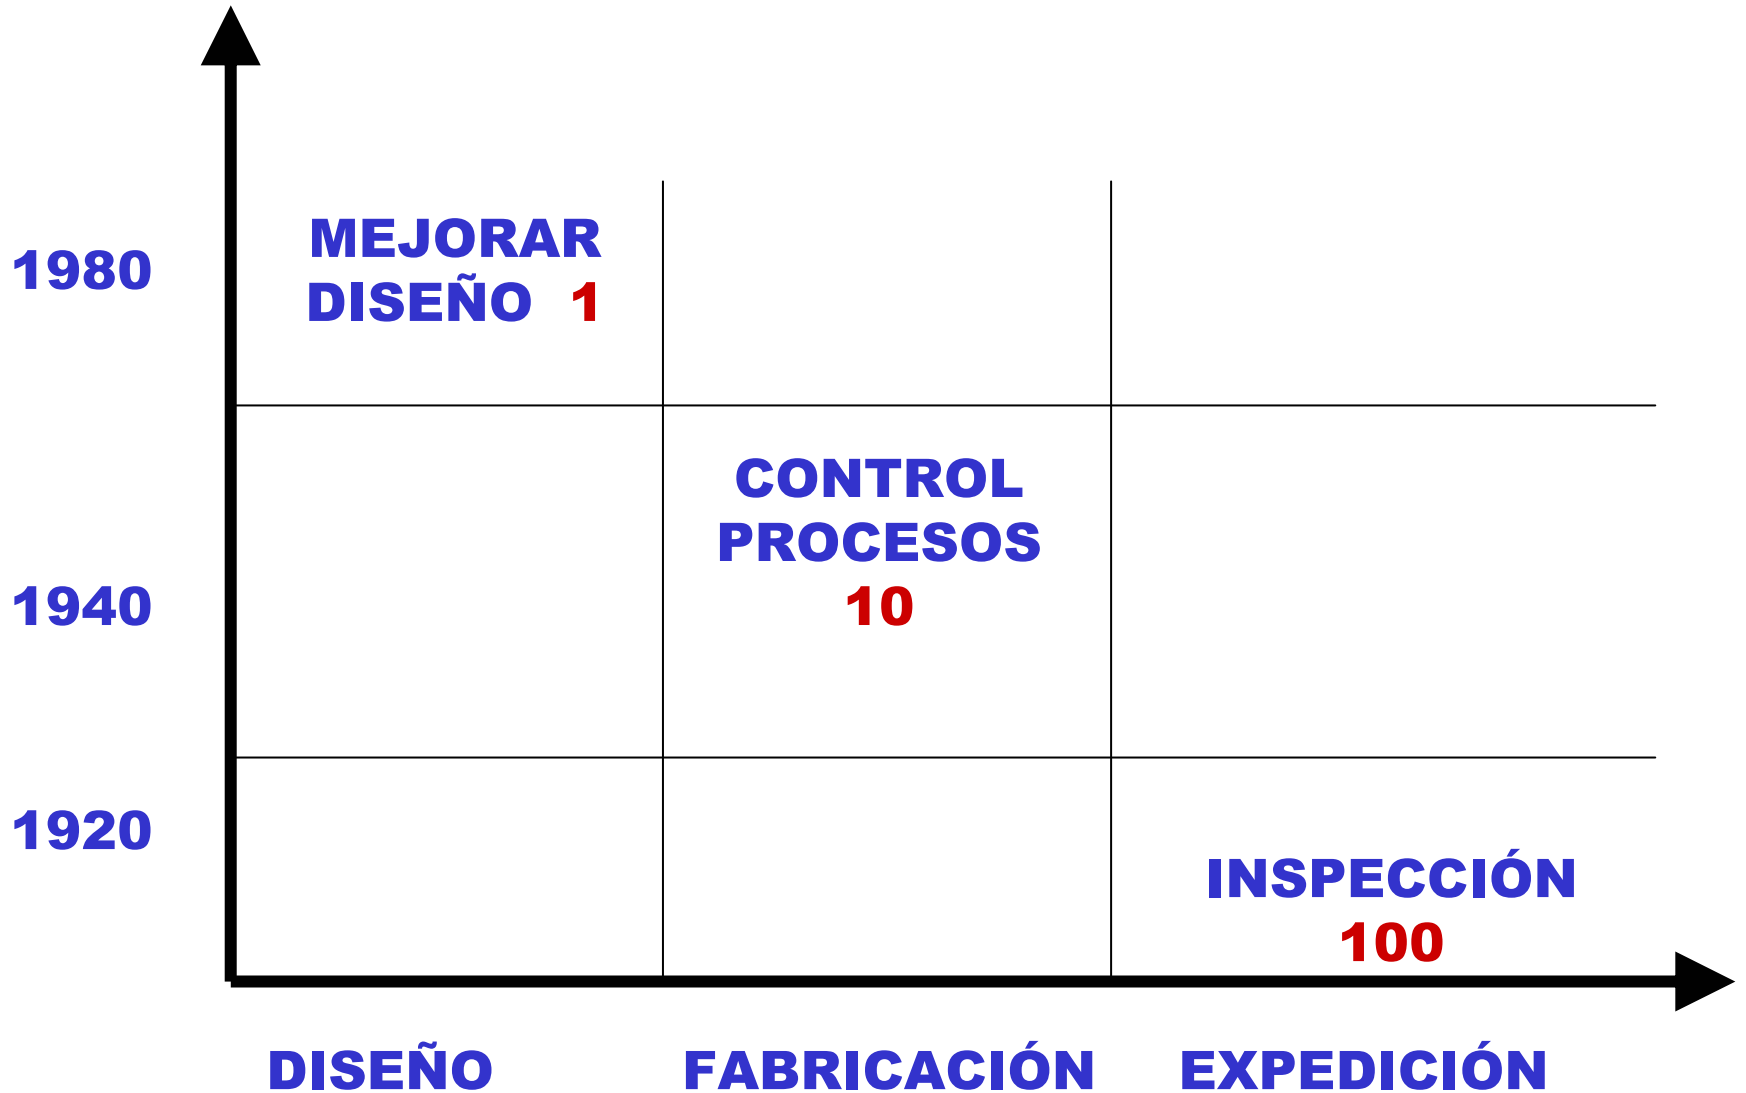 MEJORAR
1980
DISEÑO 1
CONTROL
PROCESOS
1940
10
1920
INSPECCIÓN
100
DISEÑO
FABRICACIÓN
EXPEDICIÓN